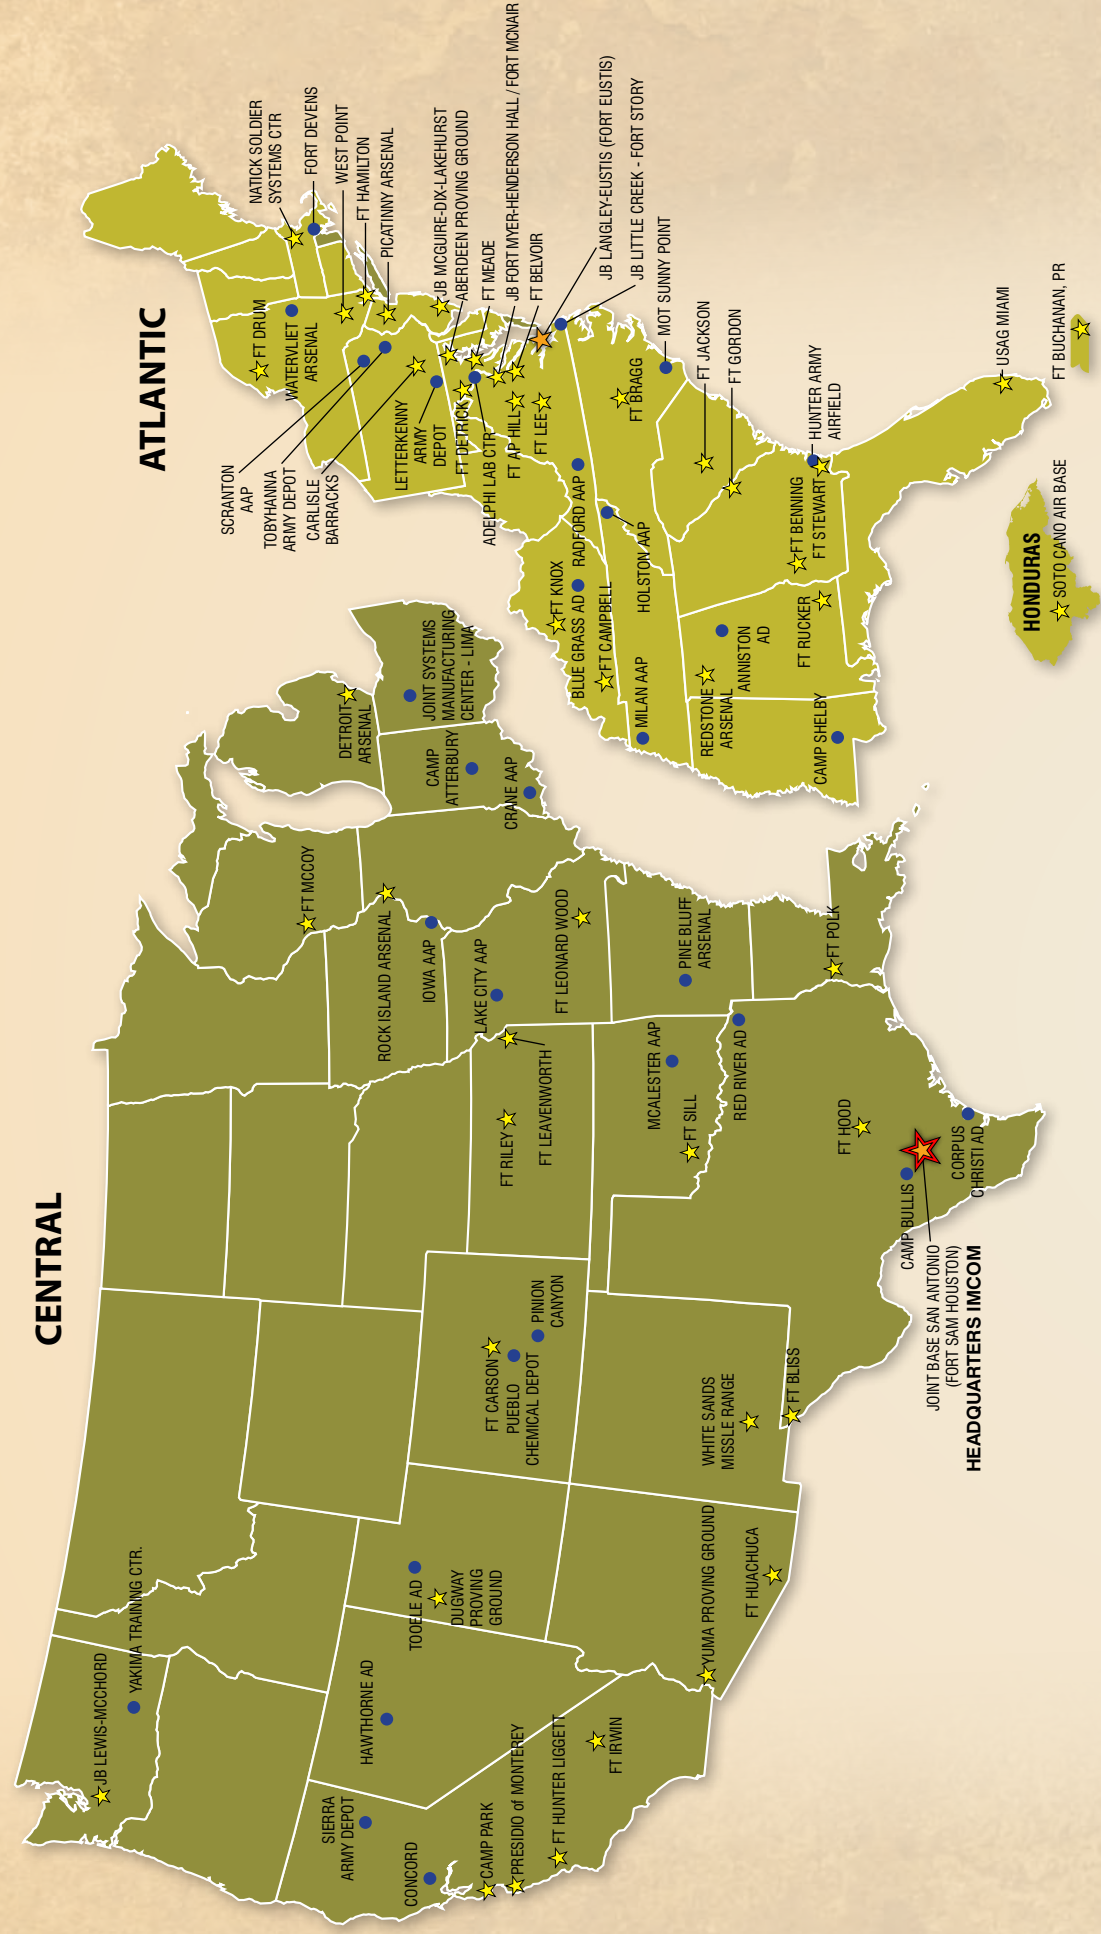 CENTRAL
JB LEWIS-MCCHORD
YAKIMA TRAINING CTR.
SIERRA
ARMY DEPOT
HAWTHORNE AD
CONCORD
CAMP PARK
PRESIDIO of MONTEREY
FT HUNTER LIGGETT
FT IRWIN
TOOELE AD
DUGWAY
PROVING
GROUND
YUMA PROVING GROUND
FT HUACHUCA
FT CARSON
PUEBLO
CHEMICAL DEPOT
PINION
CANYON
WHITE SANDS
MISSLE RANGE
FT BLISS
FT RILEY
FT LEAVENWORTH
MCALESTER AAP
FT SILL
RED RIVER AD
FT HOOD
CAMP BULLIS
CORPUS
CHRISTI AD
JOINT BASE SAN ANTONIO
(FORT SAM HOUSTON)
HEADQUARTERS IMCOM
FT MCCOY
ROCK ISLAND ARSENAL
IOWA AAP
LAKE CITY AAP
FT LEONARD WOOD
PINE BLUFF
ARSENAL
FT POLK
DETROIT
ARSENAL
JOINT SYSTEMS
MANUFACTURING
CENTER - LIMA
CAMP
ATTERBURY
CRANE AAP
ATLANTIC
NATICK SOLDIER
SYSTEMS CTR
FORT DEVENS
WEST POINT
FT HAMILTON
PICATINNY ARSENAL
FT DRUM
WATERVLIET
ARSENAL
SCRANTON
AAP
TOBYHANNA
ARMY DEPOT
CARLISLE
BARRACKS
LETTERKENNY
ARMY
DEPOT
FT DETRICK
ADELPHI LAB CTR
FT AP HILL
FT LEE
JB MCGUIRE-DIX-LAKEHURST
ABERDEEN PROVING GROUND
FT MEADE
JB FORT MYER-HENDERSON HALL / FORT MCNAIR
FT BELVOIR
JB LANGLEY-EUSTIS (FORT EUSTIS)
JB LITTLE CREEK - FORT STORY
MOT SUNNY POINT
FT BRAGG
RADFORD AAP
HOLSTON AAP
FT KNOX
BLUE GRASS AD
FT CAMPBELL
MILAN AAP
FT JACKSON
FT GORDON
HUNTER ARMY
AIRFIELD
FT BENNING
FT STEWART
REDSTONE
ARSENAL
ANNISTON
AD
FT RUCKER
CAMP SHELBY
USAG MIAMI
FT BUCHANAN, PR
HONDURAS
SOTO CANO AIR BASE